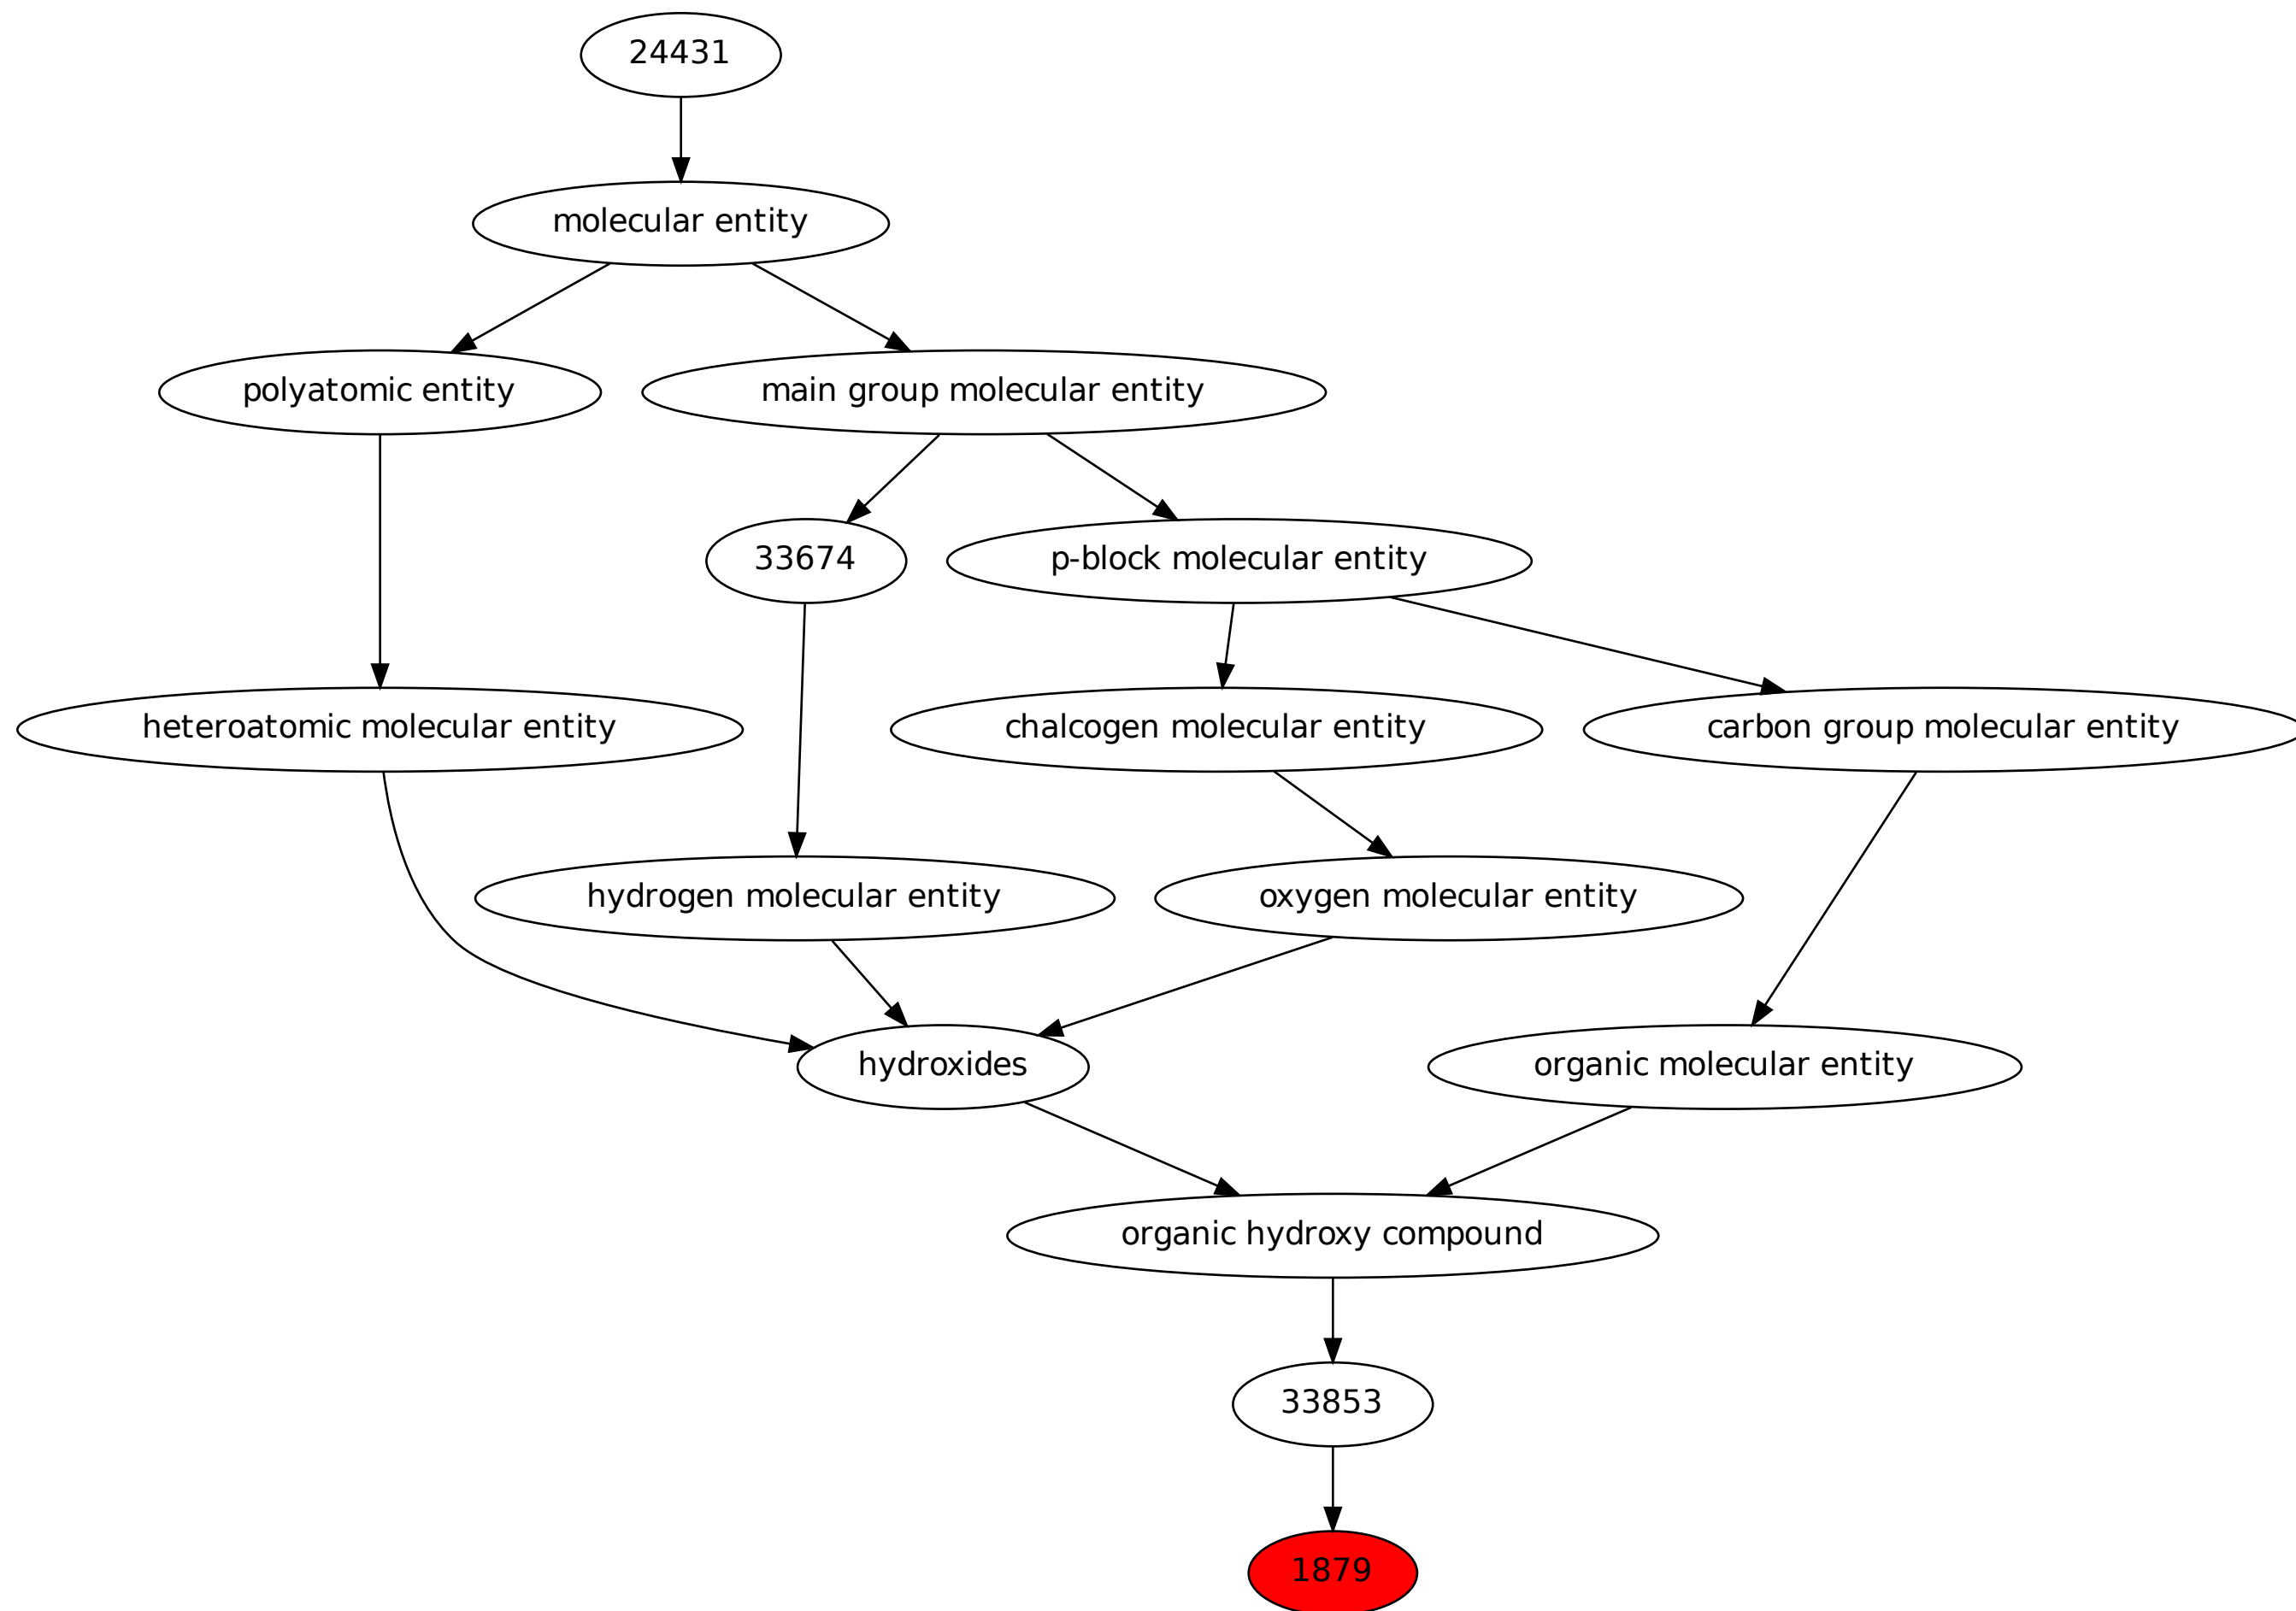 24431
molecular entity
polyatomic entity
main group molecular entity
33674
p-block molecular entity
heteroatomic molecular entity
chalcogen molecular entity
carbon group molecular entity
hydrogen molecular entity
oxygen molecular entity
hydroxides
organic molecular entity
organic hydroxy compound
33853
1879